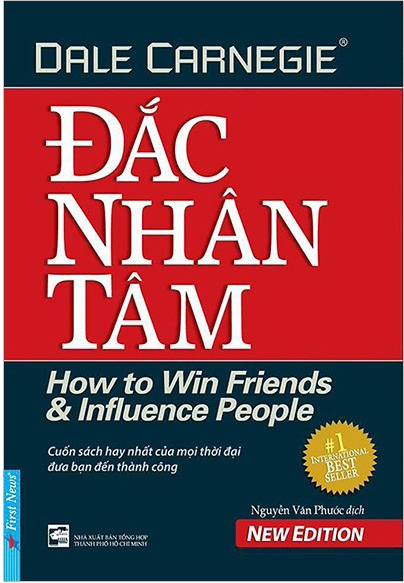 DALE CARNEGIE®
ĐẮC
NHÂN
TÂM
How to Win Friends
& Influence People
Cuốn sách hay nhất của mọi thời đại
đưa bạn đến thành công
#1
INTERNATIONAL
BEST
SELLER
Nguyễn Văn Phước dịch
NEW EDITION
First News
NHÀ XUẤT BẢN TỔNG HỢP
THÀNH PHỐ HỒ CHÍ MINH